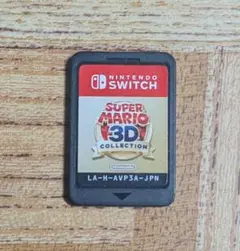 NINTENDO
SWITCH
SUPER
MARIO
3D
COLLECTION
LA-H-AVP3A-JPN